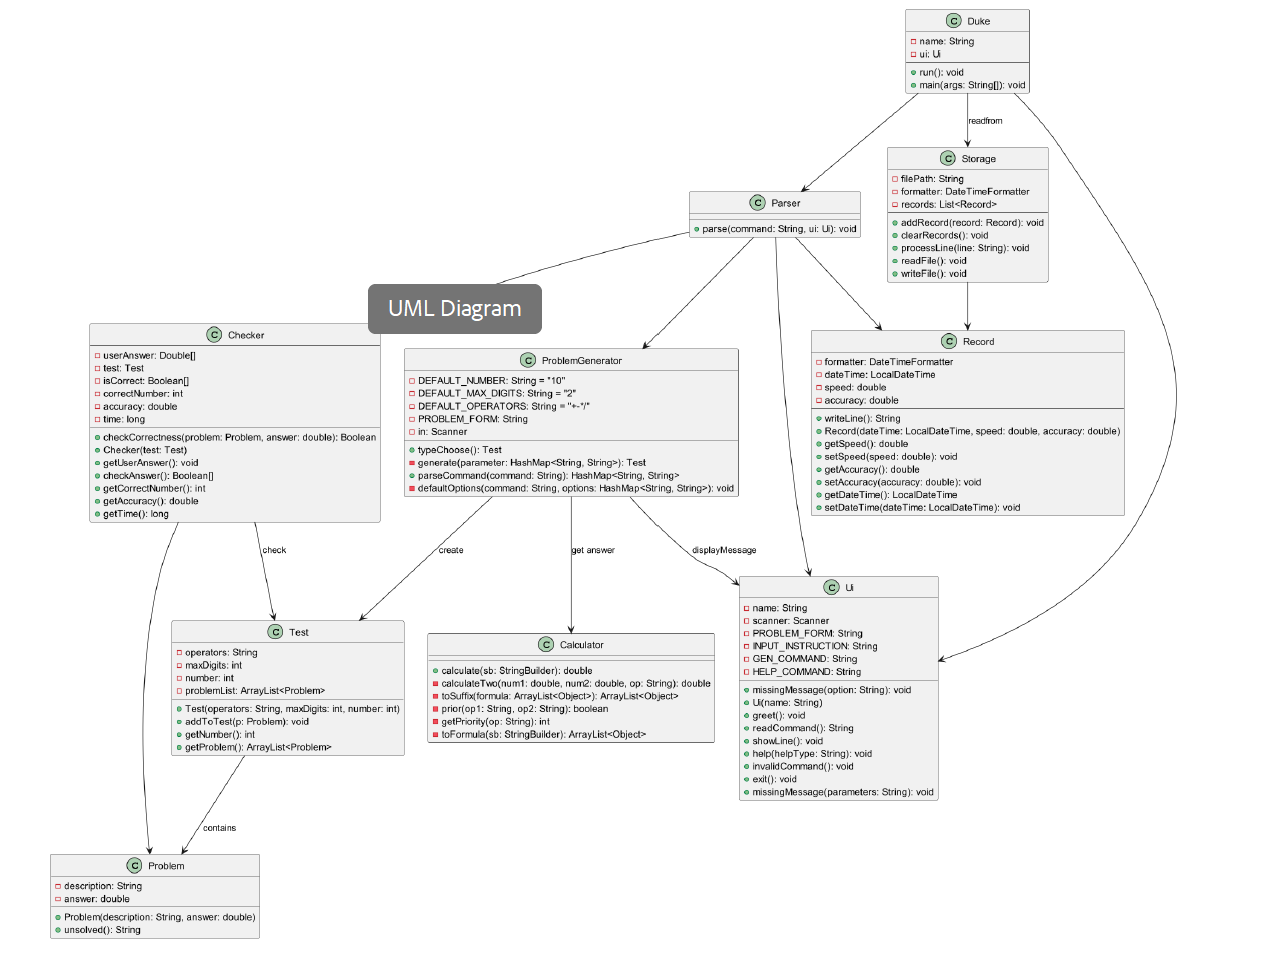 C Duke
name: String
ui: Ui
run(): void
main(args: String[]): void
readfrom
C Storage
filePath: String
formatter: DateTimeFormatter
records: List<Record>
addRecord(record: Record): void
clearRecords(): void
processLine(line: String): void
readFile(): void
writeFile(): void
C Parser
parse(command: String, ui: Ui): void
UML Diagram
C Checker
userAnswer: Double[]
test: Test
isCorrect: Boolean[]
correctNumber: int
accuracy: double
time: long
checkCorrectness(problem: Problem, answer: double): Boolean
Checker(test: Test)
getUserAnswer(): void
checkAnswer(): Boolean[]
getCorrectNumber(): int
getAccuracy(): double
getTime(): long
C ProblemGenerator
DEFAULT_NUMBER: String = "10"
DEFAULT_MAX_DIGITS: String = "2"
DEFAULT_OPERATORS: String = "+-*/"
PROBLEM_FORM: String
in: Scanner
typeChoose(): Test
generate(parameter: HashMap<String, String>): Test
parseCommand(command: String): HashMap<String, String>
defaultOptions(command: String, options: HashMap<String, String>): void
C Record
formatter: DateTimeFormatter
dateTime: LocalDateTime
speed: double
accuracy: double
writeLine(): String
Record(dateTime: LocalDateTime, speed: double, accuracy: double)
getSpeed(): double
setSpeed(speed: double): void
getAccuracy(): double
setAccuracy(accuracy: double): void
getDateTime(): LocalDateTime
setDateTime(dateTime: LocalDateTime): void
check
create
get answer
displayMessage
C Test
operators: String
maxDigits: int
number: int
problemList: ArrayList<Problem>
Test(operators: String, maxDigits: int, number: int)
addToTest(p: Problem): void
getNumber(): int
getProblem(): ArrayList<Problem>
C Calculator
calculate(sb: StringBuilder): double
calculateTwo(num1: double, num2: double, op: String): double
toSuffix(formula: ArrayList<Object>): ArrayList<Object>
prior(op1: String, op2: String): boolean
getPriority(op: String): int
toFormula(sb: StringBuilder): ArrayList<Object>
C Ui
name: String
scanner: Scanner
PROBLEM_FORM: String
INPUT_INSTRUCTION: String
GEN_COMMAND: String
HELP_COMMAND: String
missingMessage(option: String): void
Ui(name: String)
greet(): void
readCommand(): String
showLine(): void
help(helpType: String): void
invalidCommand(): void
exit(): void
missingMessage(parameters: String): void
contains
C Problem
description: String
answer: double
Problem(description: String, answer: double)
unsolved(): String